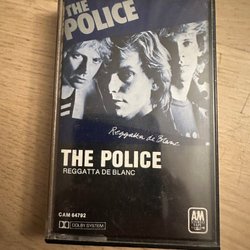 THE
POLICE
Reggatta de Blanc
THE POLICE
REGGATTA DE BLANC
CAM 64792
DOLBY SYSTEM
A&M